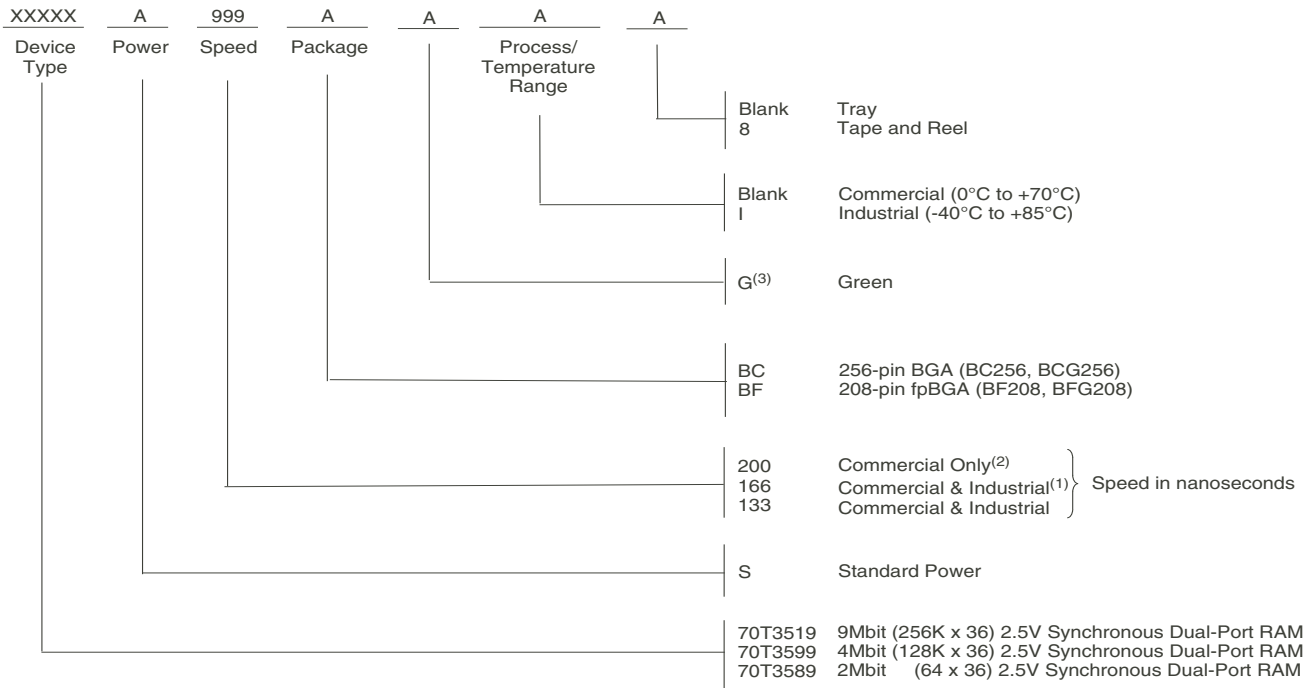 XXXXX A 999 A A A A
Device Type Power Speed Package Process/ Temperature Range
Blank Tray
8 Tape and Reel
Blank Commercial (0°C to +70°C)
I Industrial (-40°C to +85°C)
G(3) Green
BC 256-pin BGA (BC256, BCG256)
BF 208-pin fpBGA (BF208, BFG208)
200 Commercial Only(2)
166 Commercial & Industrial(1)
133 Commercial & Industrial
Speed in nanoseconds
S Standard Power
70T3519 9Mbit (256K x 36) 2.5V Synchronous Dual-Port RAM
70T3599 4Mbit (128K x 36) 2.5V Synchronous Dual-Port RAM
70T3589 2Mbit (64 x 36) 2.5V Synchronous Dual-Port RAM